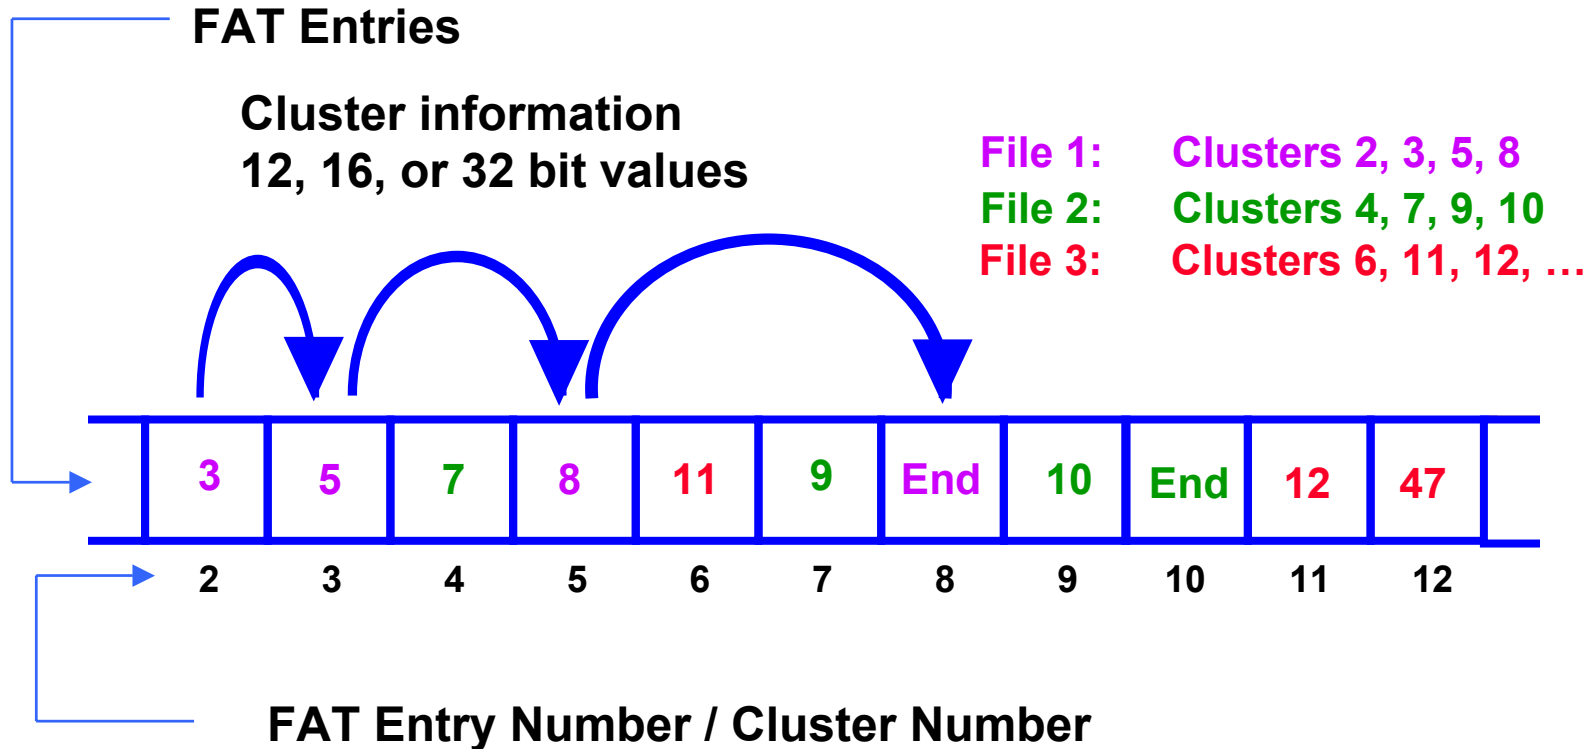 FAT Entries
Cluster information
12, 16, or 32 bit values
File 1: Clusters 2, 3, 5, 8
File 2: Clusters 4, 7, 9, 10
File 3: Clusters 6, 11, 12, …
3 5 7 8 11 9 End 10 End 12 47
2 3 4 5 6 7 8 9 10 11 12
FAT Entry Number / Cluster Number